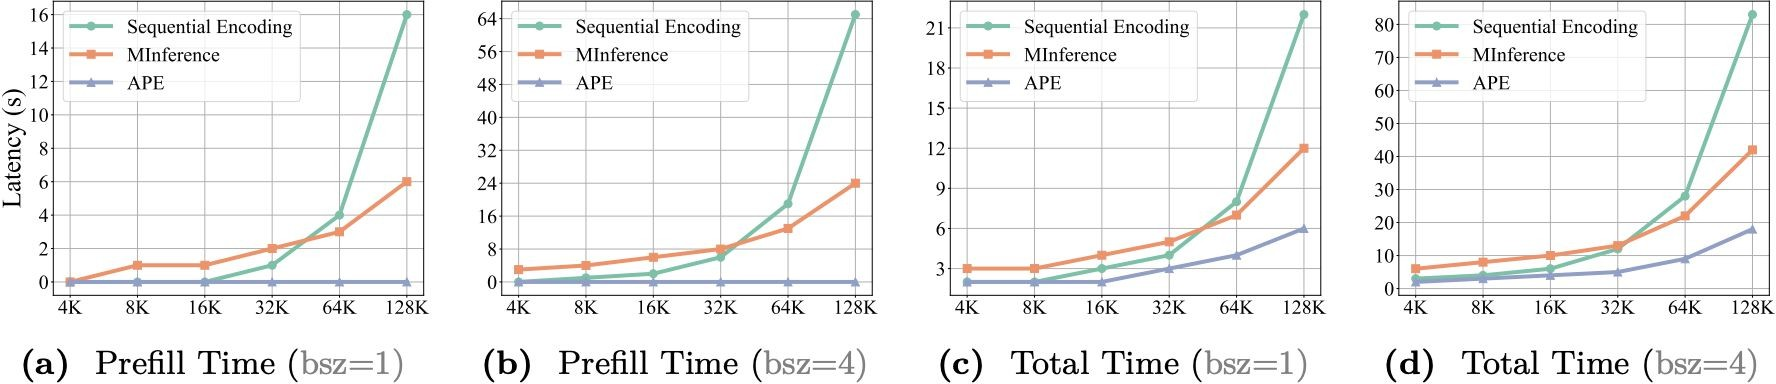 Latency (s)
16
14
12
10
8
6
4
2
0
Sequential Encoding
MInference
APE
4K 8K 16K 32K 64K 128K
(a) Prefill Time (bsz=1)
64
56
48
40
32
24
16
8
0
Sequential Encoding
MInference
APE
4K 8K 16K 32K 64K 128K
(b) Prefill Time (bsz=4)
21
18
15
12
9
6
3
Sequential Encoding
MInference
APE
4K 8K 16K 32K 64K 128K
(c) Total Time (bsz=1)
80
70
60
50
40
30
20
10
0
Sequential Encoding
MInference
APE
4K 8K 16K 32K 64K 128K
(d) Total Time (bsz=4)